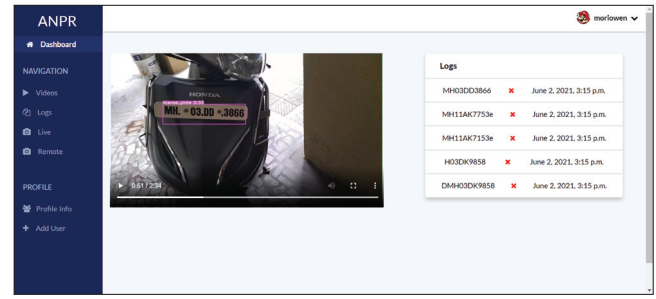 ANPR
moriowen
Dashboard
NAVIGATION
Videos
Logs
Live
Remote
PROFILE
Profile Info
Add User
HONDA
MH. 03.DD .3866
0:51 / 2:34
Logs
MH03DD3866 June 2, 2021, 3:15 p.m.
MH11AK7753e June 2, 2021, 3:15 p.m.
MH11AK7153e June 2, 2021, 3:15 p.m.
H03DK9858 June 2, 2021, 3:15 p.m.
DMH03DK9858 June 2, 2021, 3:15 p.m.